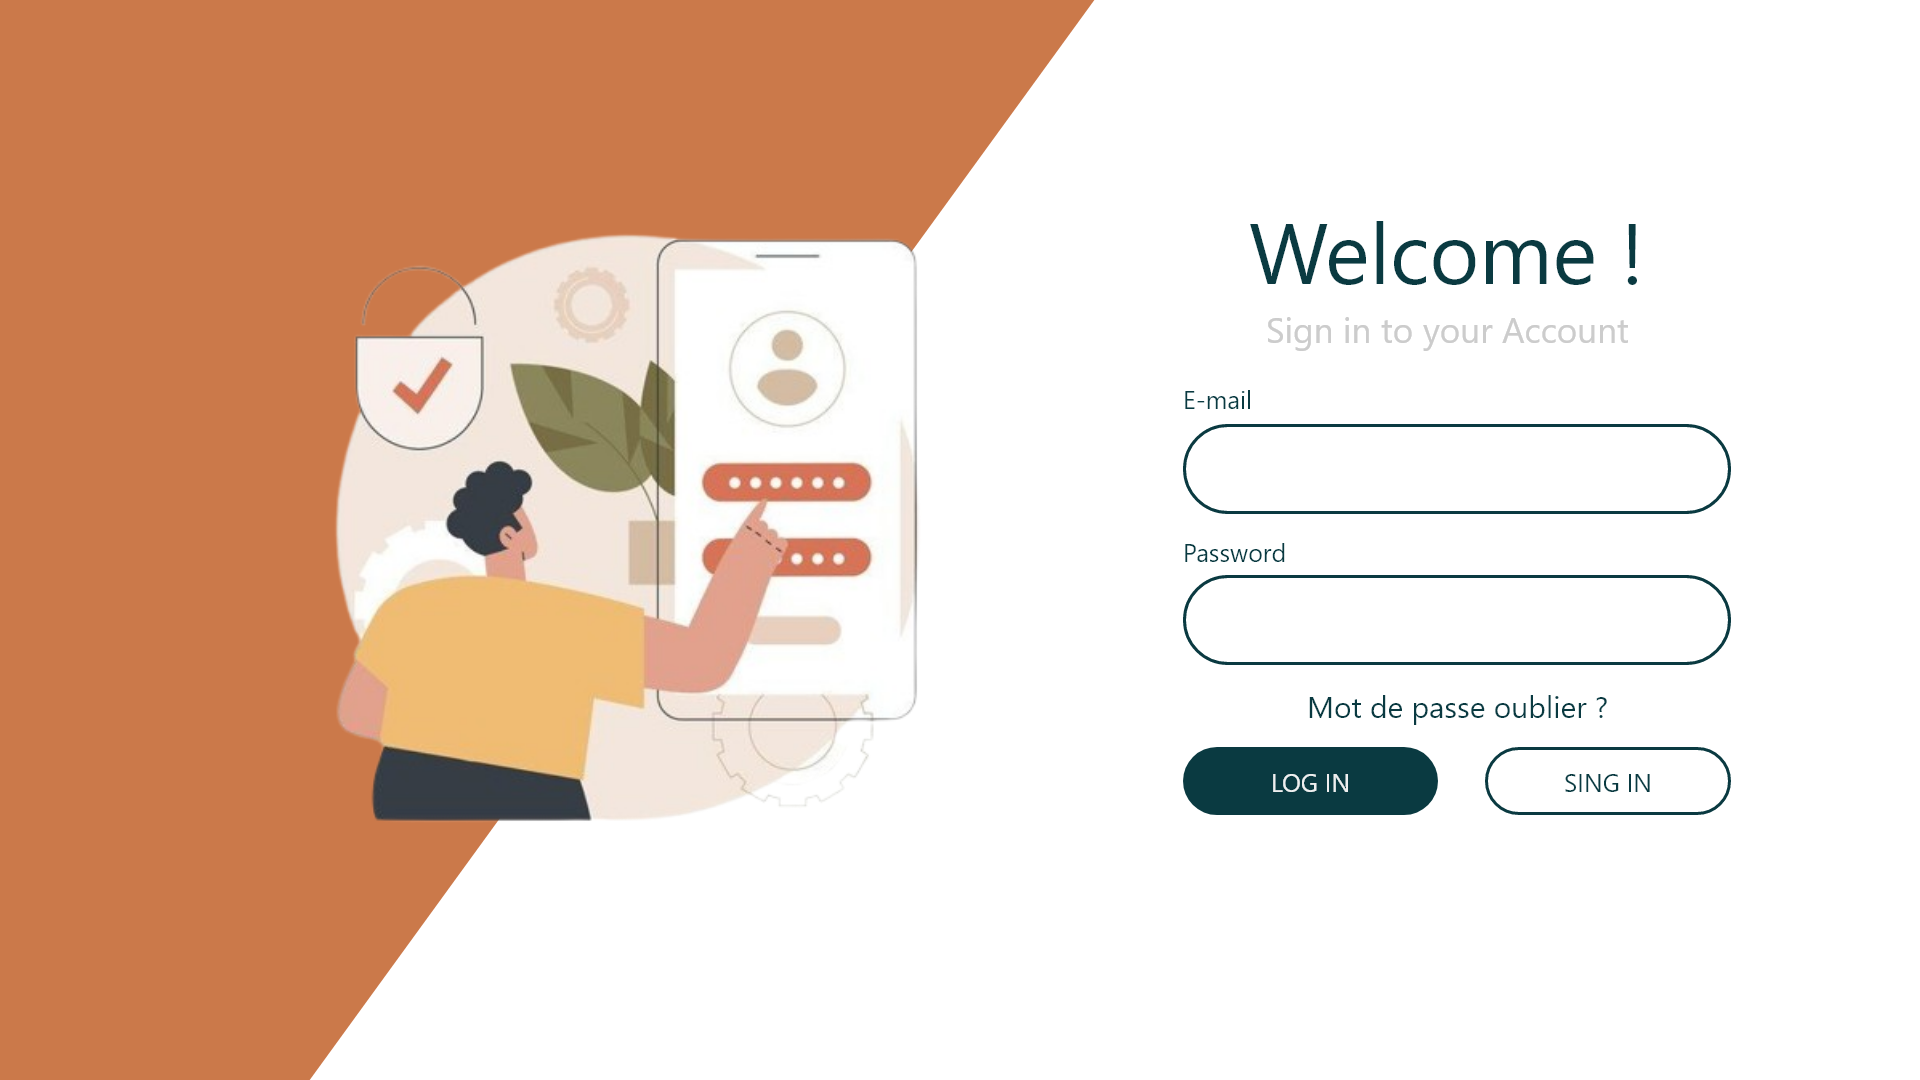 Welcome !
Sign in to your Account
E-mail
Password
Mot de passe oublier ?
LOG IN
SING IN